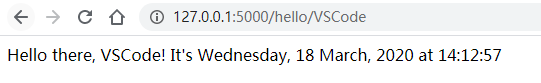 127.0.0.1:5000/hello/VSCode
Hello there, VSCode! It's Wednesday, 18 March, 2020 at 14:12:57